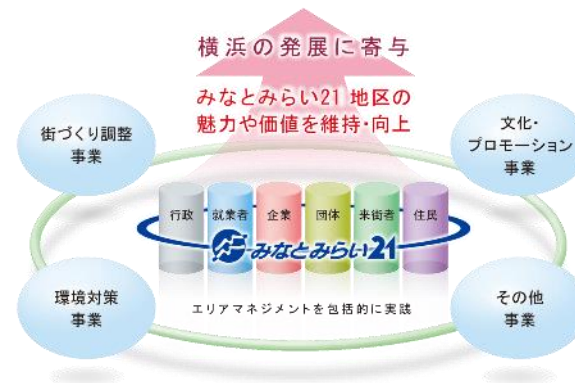 横浜の発展に寄与
みなとみらい21 地区の
魅力や価値を維持・向上
街づくり調整
事業
文化・
プロモーション
事業
行政
就業者
企業
団体
来街者
住民
みなとみらい21
環境対策
事業
エリアマネジメントを包括的に実践
その他
事業